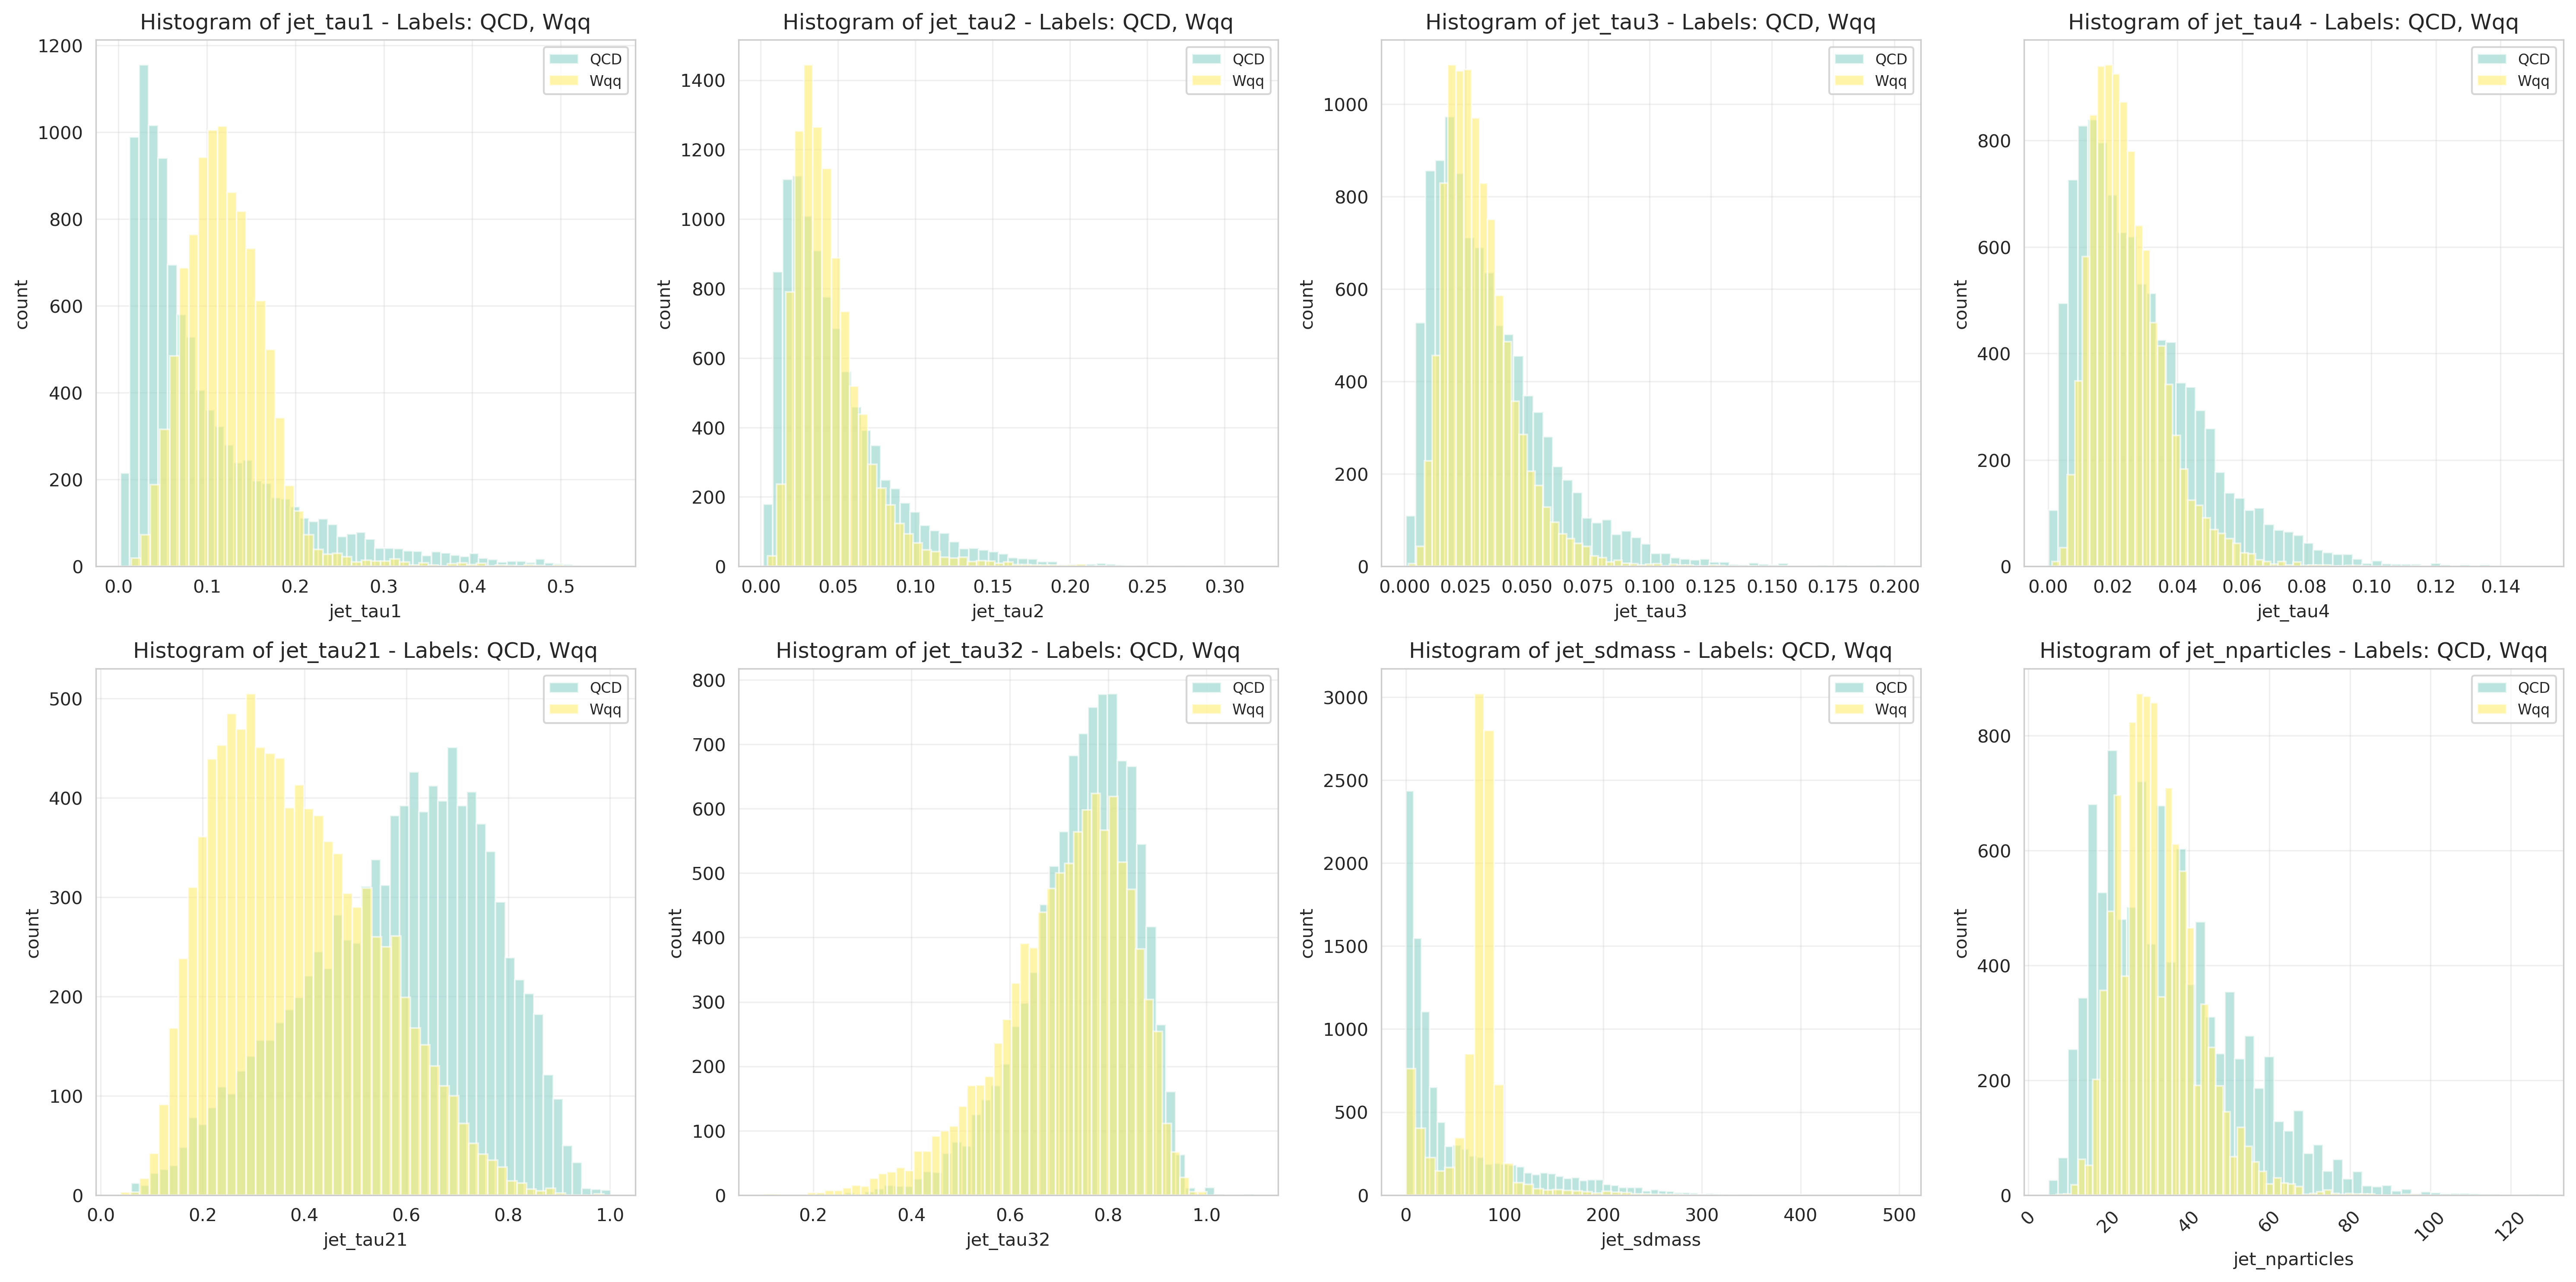 Histogram of jet_tau1 - Labels: QCD, Wqq
1200
1000
800
600
400
200
0
count
0.0 0.1 0.2 0.3 0.4 0.5
jet_tau1
QCD
Wqq
Histogram of jet_tau2 - Labels: QCD, Wqq
1400
1200
1000
800
600
400
200
0
count
0.00 0.05 0.10 0.15 0.20 0.25 0.30
jet_tau2
QCD
Wqq
Histogram of jet_tau3 - Labels: QCD, Wqq
1000
800
600
400
200
0
count
0.000 0.025 0.050 0.075 0.100 0.125 0.150 0.175 0.200
jet_tau3
QCD
Wqq
Histogram of jet_tau4 - Labels: QCD, Wqq
800
600
400
200
0
count
0.00 0.02 0.04 0.06 0.08 0.10 0.12 0.14
jet_tau4
QCD
Wqq
Histogram of jet_tau21 - Labels: QCD, Wqq
500
400
300
200
100
0
count
0.0 0.2 0.4 0.6 0.8 1.0
jet_tau21
QCD
Wqq
Histogram of jet_tau32 - Labels: QCD, Wqq
800
700
600
500
400
300
200
100
0
count
0.2 0.4 0.6 0.8 1.0
jet_tau32
QCD
Wqq
Histogram of jet_sdmass - Labels: QCD, Wqq
3000
2500
2000
1500
1000
500
0
count
0 100 200 300 400 500
jet_sdmass
QCD
Wqq
Histogram of jet_nparticles - Labels: QCD, Wqq
800
600
400
200
0
count
0 20 40 60 80 100 120
jet_nparticles
QCD
Wqq